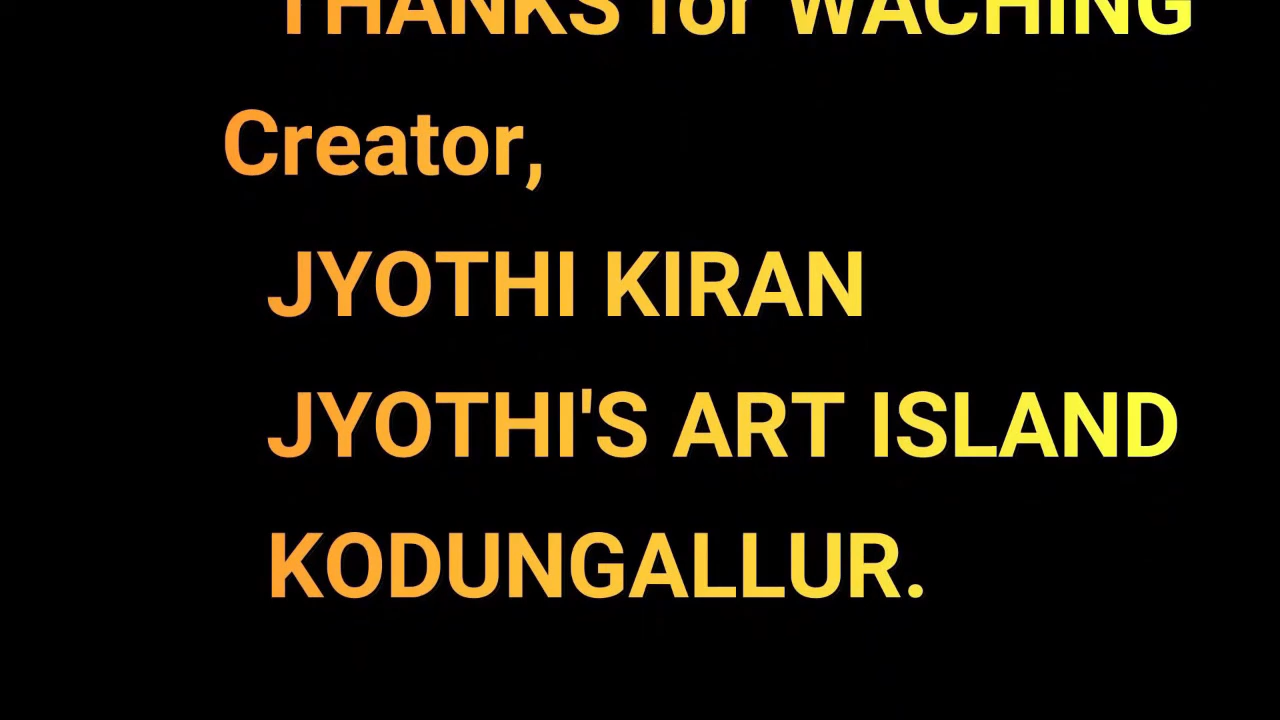 THANKS for WACHING
Creator,
JYOTHI KIRAN
JYOTHI'S ART ISLAND
KODUNGALLUR.